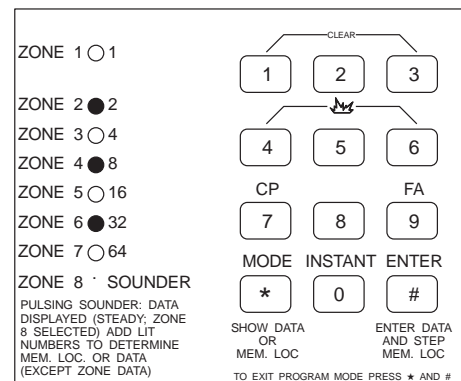 ZONE 1 1
ZONE 2 2
ZONE 3 4
ZONE 4 8
ZONE 5 16
ZONE 6 32
ZONE 7 64
ZONE 8 · SOUNDER
PULSING SOUNDER: DATA
DISPLAYED (STEADY; ZONE
8 SELECTED) ADD LIT
NUMBERS TO DETERMINE
MEM. LOC. OR DATA
(EXCEPT ZONE DATA)
CLEAR
1 2 3
4 5 6
CP FA
7 8 9
MODE INSTANT ENTER
* 0 #
SHOW DATA
OR
MEM. LOC
ENTER DATA
AND STEP
MEM. LOC
TO EXIT PROGRAM MODE PRESS ★ AND #